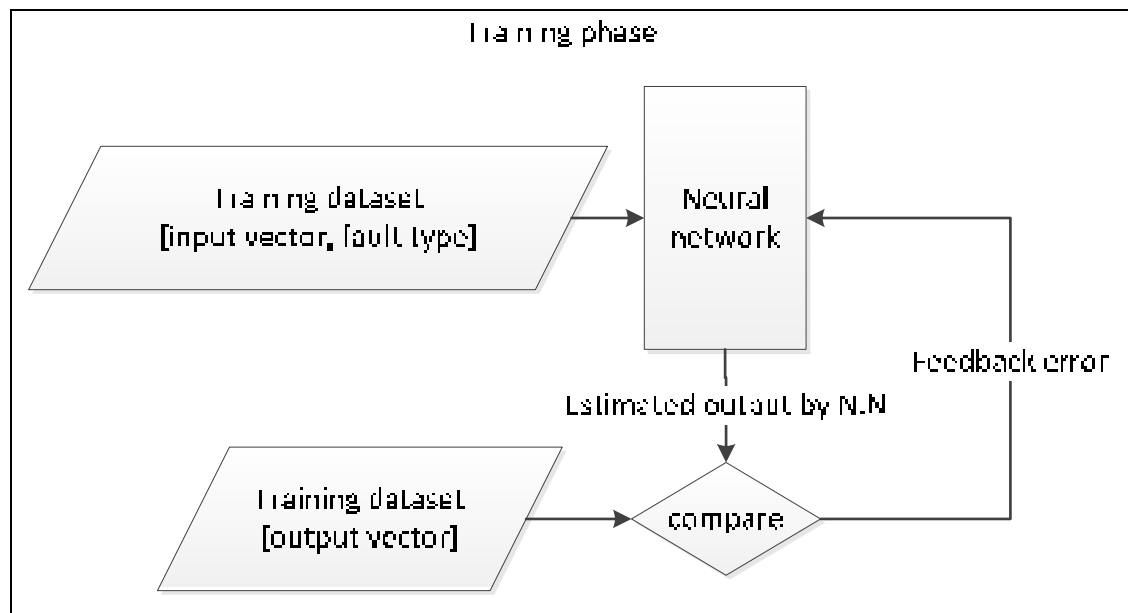 Training phase
Training dataset
[input vector, fault type]
Neural
network
Feedback error
Estimated output by N.N
Training dataset
[output vector]
compare